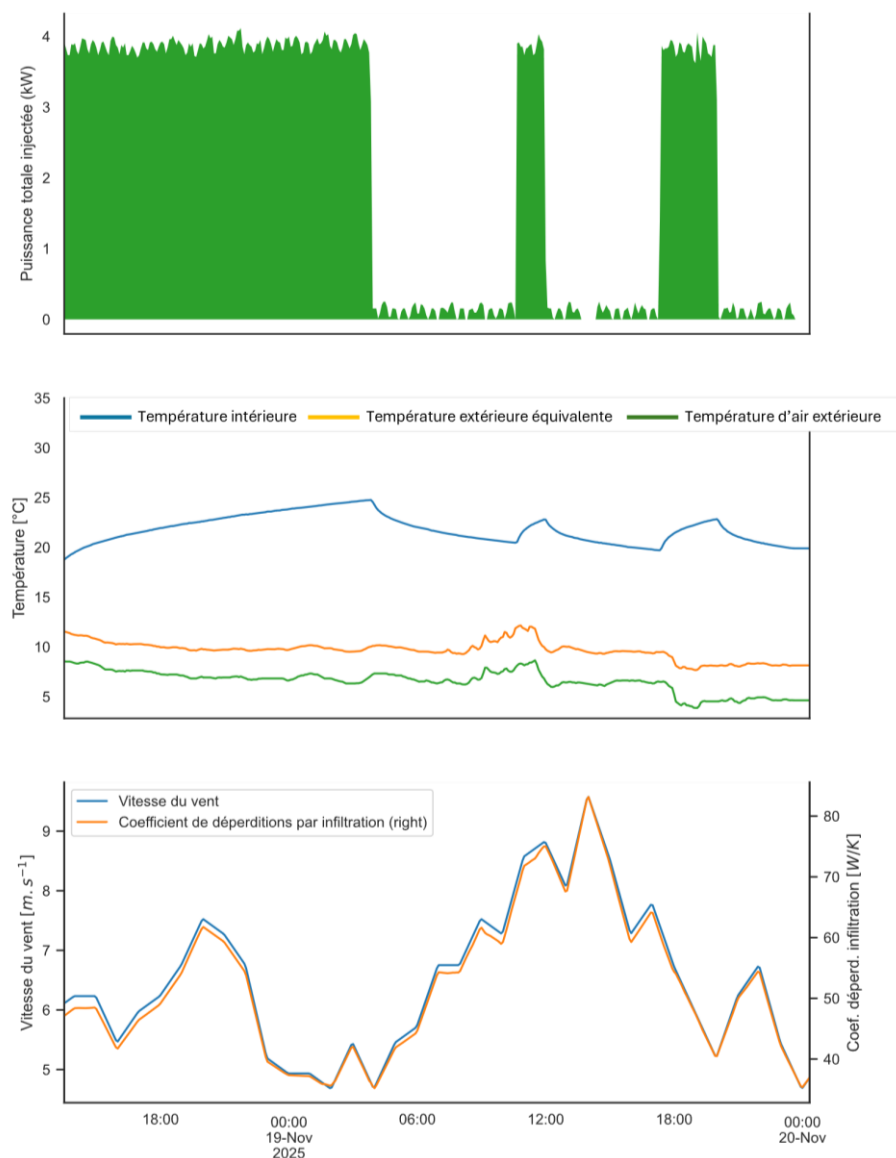 Puissance totale injectée (kW)
4
3
2
1
0
Température [°C]
35
30
25
20
15
10
5
Température intérieure
Température extérieure équivalente
Température d’air extérieure
Vitesse du vent
Coefficient de déperditions par infiltration (right)
Vitesse du vent [m. s⁻¹]
9
8
7
6
5
80
70
60
50
40
Coef. déperd. infiltration [W/K]
18:00
00:00
19-Nov
2025
06:00
12:00
18:00
00:00
20-Nov